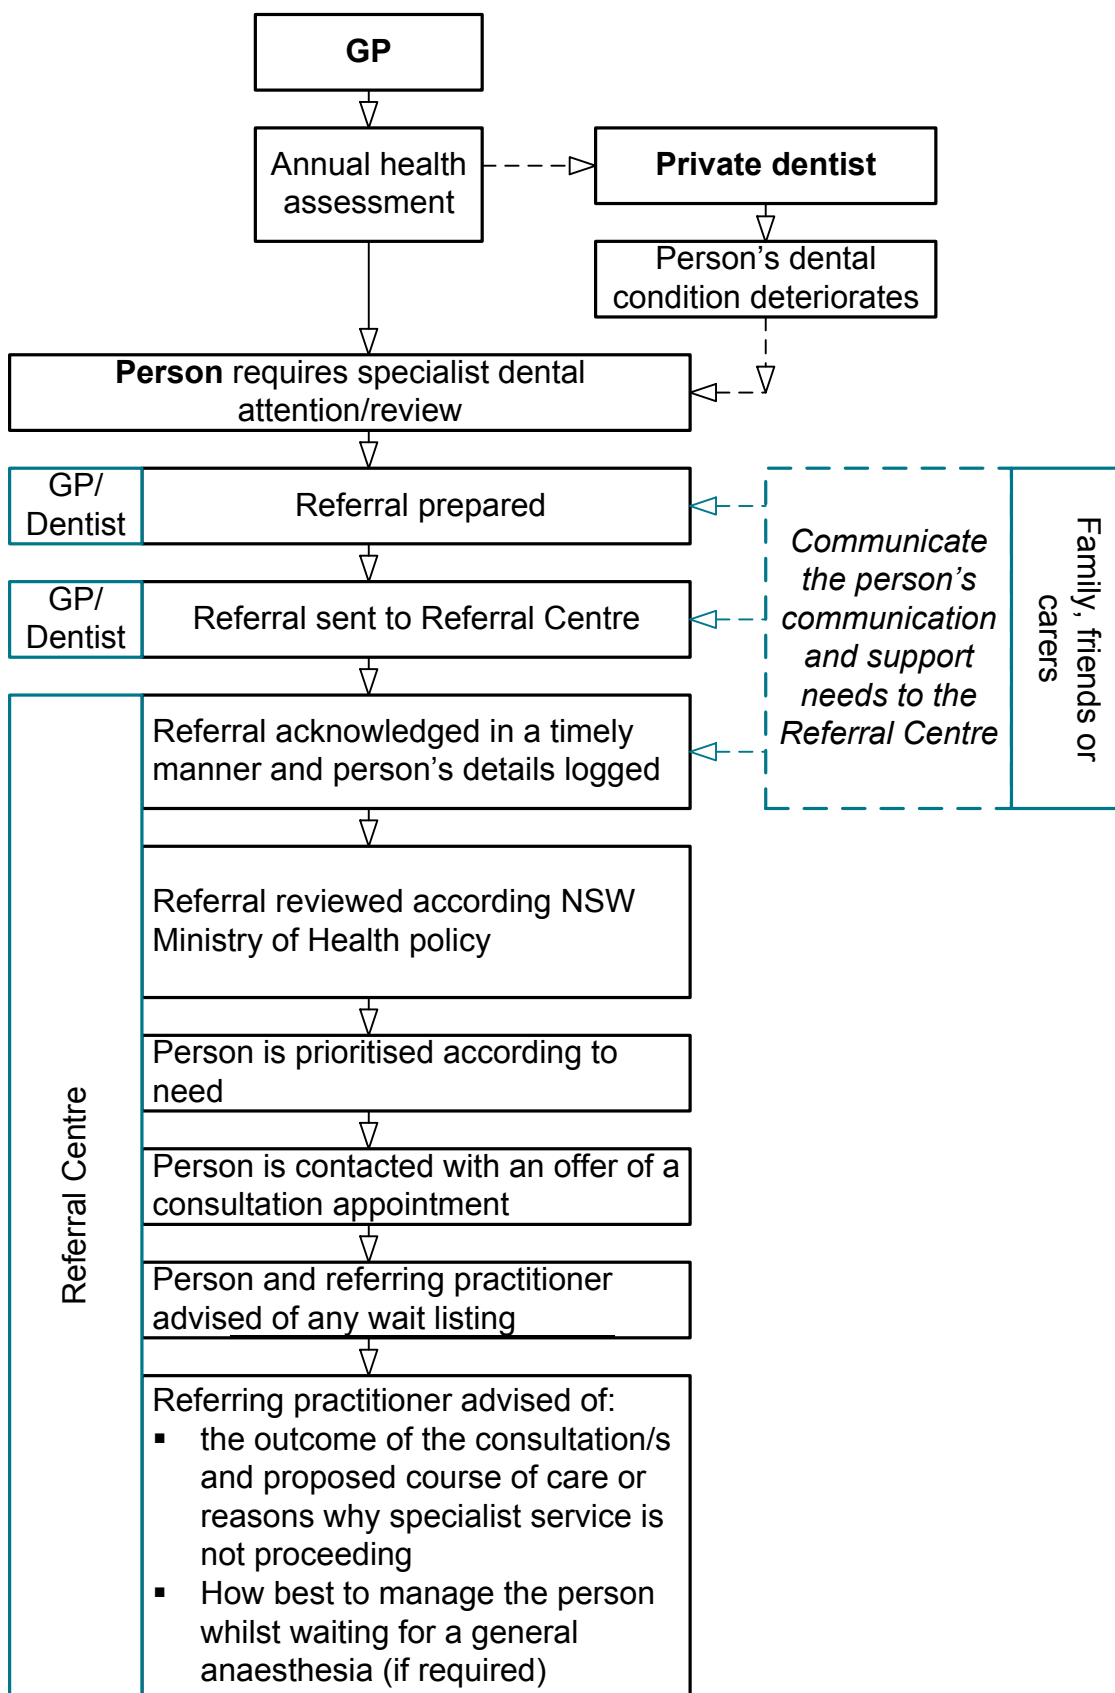 GP
Annual health
assessment
Private dentist
Person’s dental
condition deteriorates
Person requires specialist dental
attention/review
GP/
Dentist
Referral prepared
GP/
Dentist
Referral sent to Referral Centre
Communicate
the person’s
communication
and support
needs to the
Referral Centre
Family, friends or
carers
Referral Centre
Referral acknowledged in a timely
manner and person’s details logged
Referral reviewed according NSW
Ministry of Health policy
Person is prioritised according to
need
Person is contacted with an offer of a
consultation appointment
Person and referring practitioner
advised of any wait listing
Referring practitioner advised of:
▪ the outcome of the consultation/s
and proposed course of care or
reasons why specialist service is
not proceeding
▪ How best to manage the person
whilst waiting for a general
anaesthesia (if required)